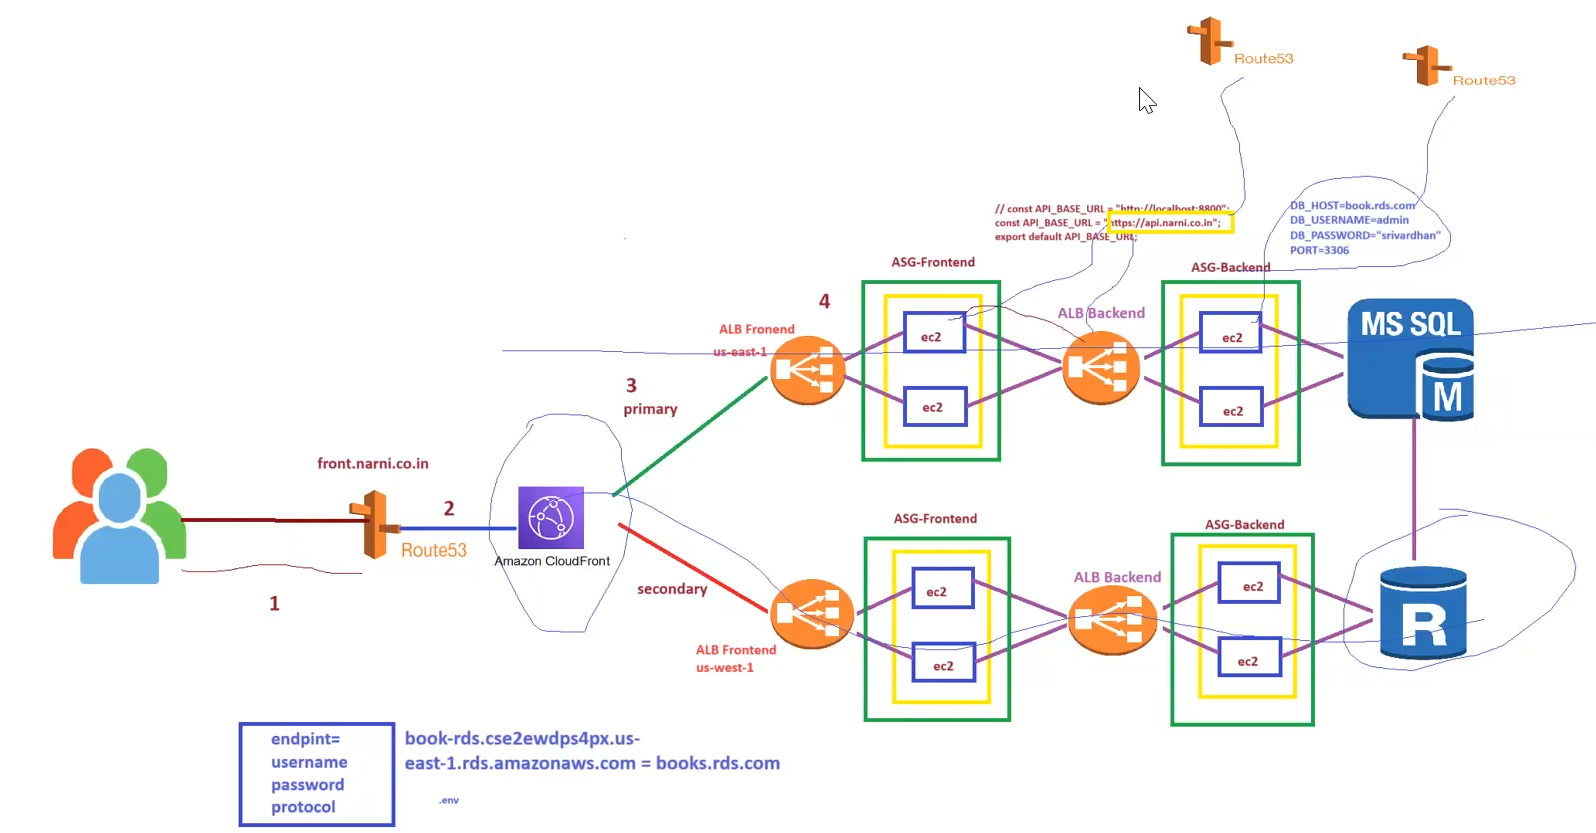 Route53
Route53
// const API_BASE_URL = "http://localhost:8800";
const API_BASE_URL = "https://api.narni.co.in";
export default API_BASE_URL;
DB_HOST=book.rds.com
DB_USERNAME=admin
DB_PASSWORD="srivardhan"
PORT=3306
ASG-Frontend
ASG-Backend
4
ALB Fronend
us-east-1
ALB Backend
ec2
ec2
ec2
ec2
MS SQL
M
3
primary
front.narni.co.in
2
Route53
Amazon CloudFront
1
secondary
ASG-Frontend
ASG-Backend
ALB Backend
ec2
ec2
ec2
ec2
R
ALB Frontend
us-west-1
endpint=
username
password
protocol
book-rds.cse2ewdps4px.us-
east-1.rds.amazonaws.com = books.rds.com
.env